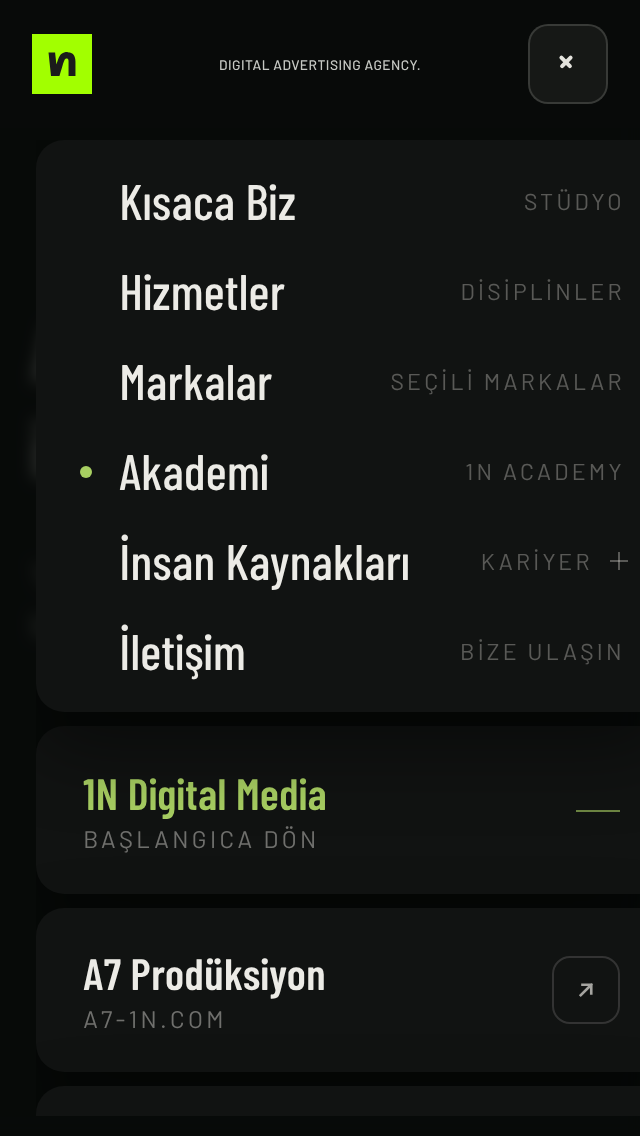 n
DIGITAL ADVERTISING AGENCY.
Kısaca Biz STÜDYO
Hizmetler DİSİPLİNLER
Markalar SEÇİLİ MARKALAR
Akademi 1N ACADEMY
İnsan Kaynakları KARİYER +
İletişim BİZE ULAŞIN
1N Digital Media
BAŞLANGICA DÖN
A7 Prodüksiyon
A7-1N.COM